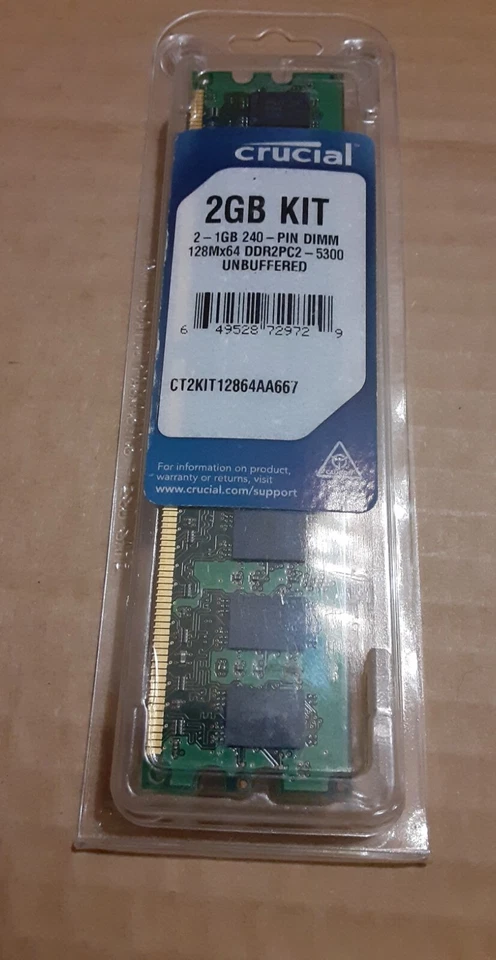 crucial
2GB KIT
2-1GB 240-PIN DIMM
128Mx64 DDR2PC2-5300
UNBUFFERED
6 49528 72972 9
CT2KIT12864AA667
For information on product,
warranty or returns, visit
www.crucial.com/support